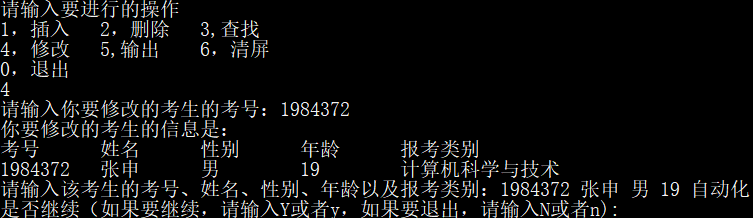 请输入要进行的操作
1，插入 2，删除 3,查找
4，修改 5,输出 6，清屏
0，退出
4
请输入你要修改的考生的考号：1984372
你要修改的考生的信息是：
考号 姓名 性别 年龄 报考类别
1984372 张申 男 19 计算机科学与技术
请输入该考生的考号、姓名、性别、年龄以及报考类别：1984372 张申 男 19 自动化
是否继续（如果要继续，请输入Y或者y，如果要退出，请输入N或者n):